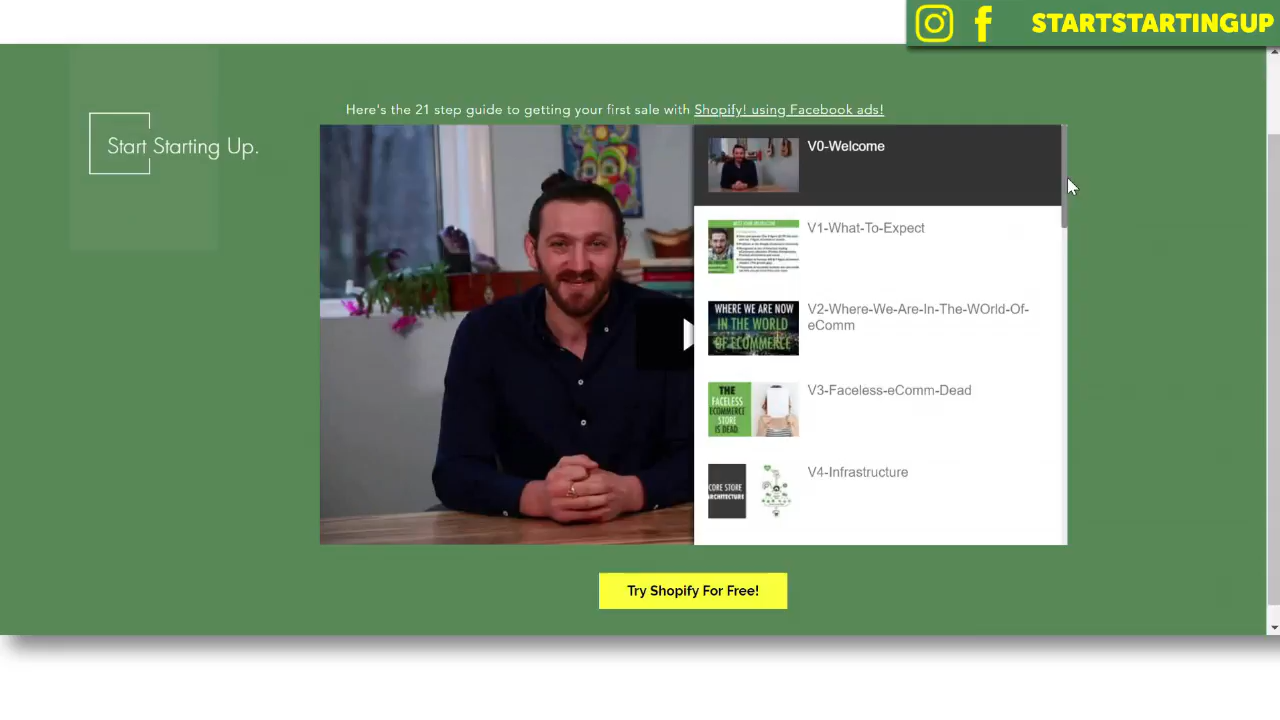 STARTSTARTINGUP
Here's the 21 step guide to getting your first sale with Shopify! using Facebook ads!
Start Starting Up.
V0-Welcome
V1-What-To-Expect
V2-Where-We-Are-In-The-WOrld-Of-
eComm
WHERE WE ARE NOW
IN THE WORLD
OF ECOMMERCE
V3-Faceless-eComm-Dead
THE
FACELESS
ECOMMERCE
STORE
IS DEAD.
V4-Infrastructure
CORE STORE
ARCHITECTURE
Try Shopify For Free!